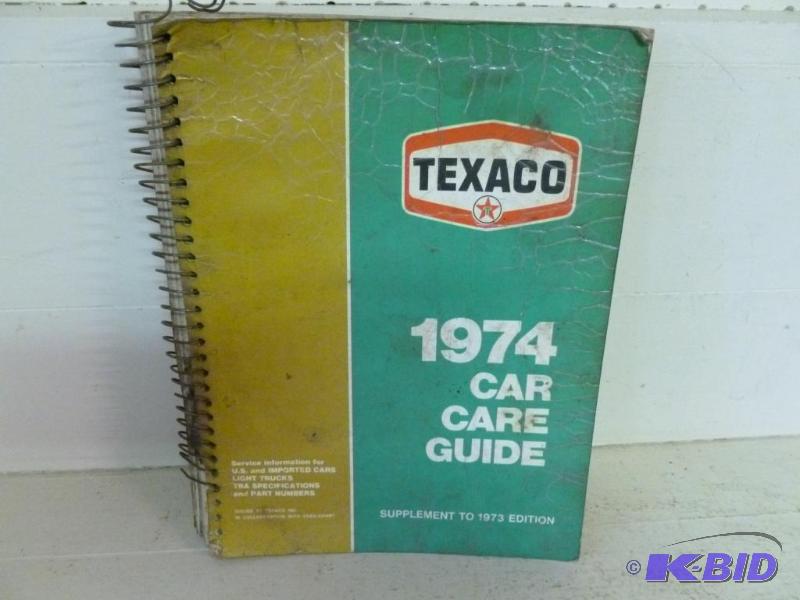 TEXACO
T
1974
CAR
CARE
GUIDE
Service information for
U.S. and IMPORTED CARS
LIGHT TRUCKS
TBA SPECIFICATIONS
and PART NUMBERS
SUPPLEMENT TO 1973 EDITION
© K-BID